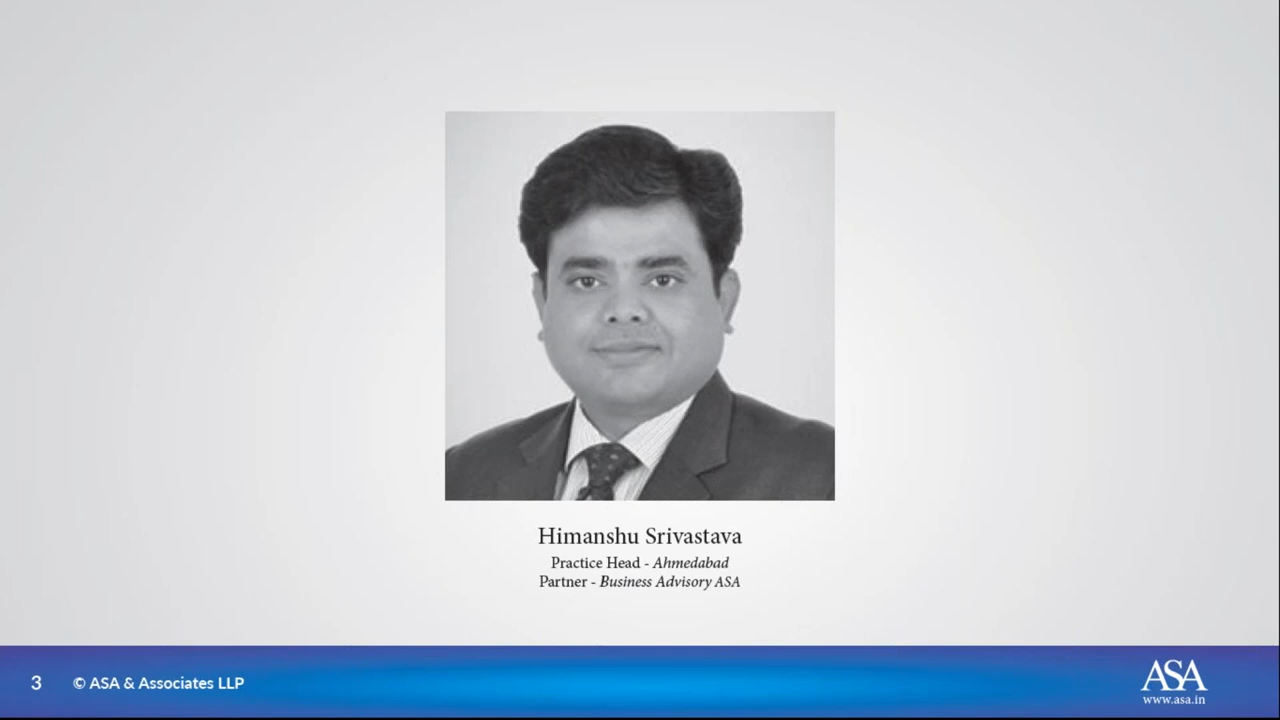 Himanshu Srivastava
Practice Head - Ahmedabad
Partner - Business Advisory ASA
3 © ASA & Associates LLP
ASA
www.asa.in